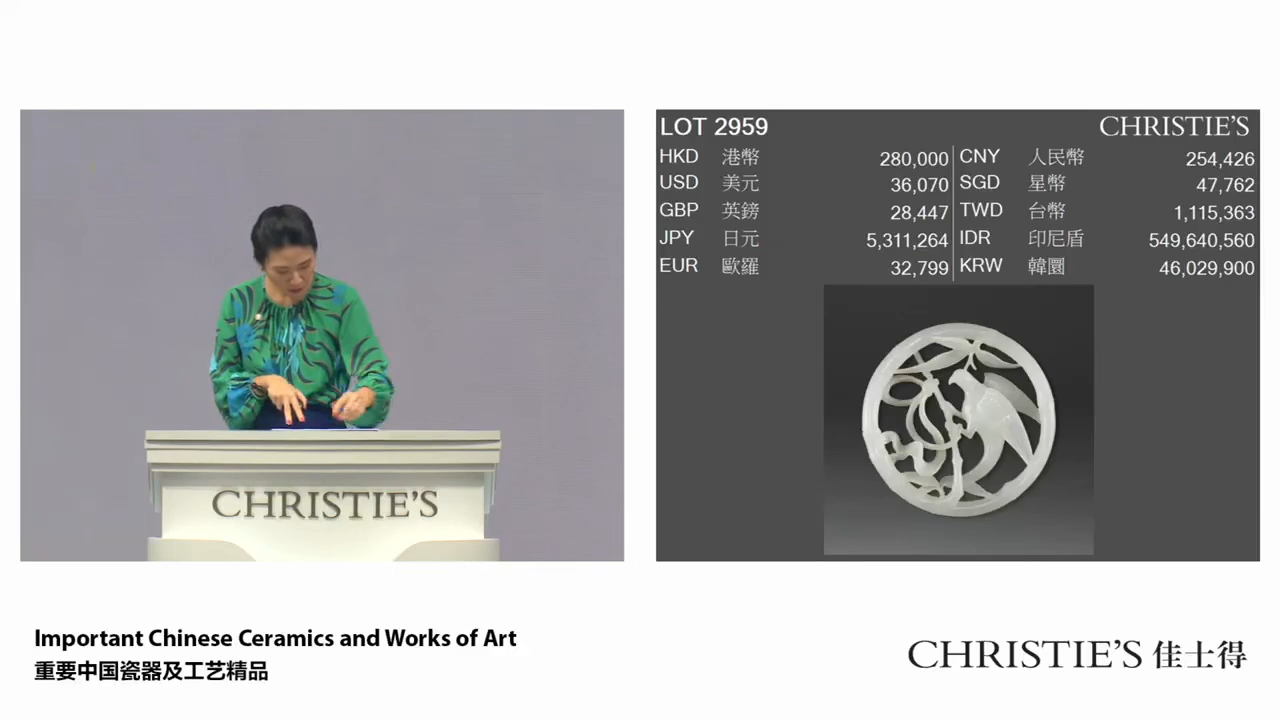 CHRISTIE'S
LOT 2959 CHRISTIE'S
HKD 港幣 280,000 CNY 人民幣 254,426
USD 美元 36,070 SGD 星幣 47,762
GBP 英鎊 28,447 TWD 台幣 1,115,363
JPY 日元 5,311,264 IDR 印尼盾 549,640,560
EUR 歐羅 32,799 KRW 韓圜 46,029,900
Important Chinese Ceramics and Works of Art
重要中国瓷器及工艺精品
CHRISTIE'S 佳士得